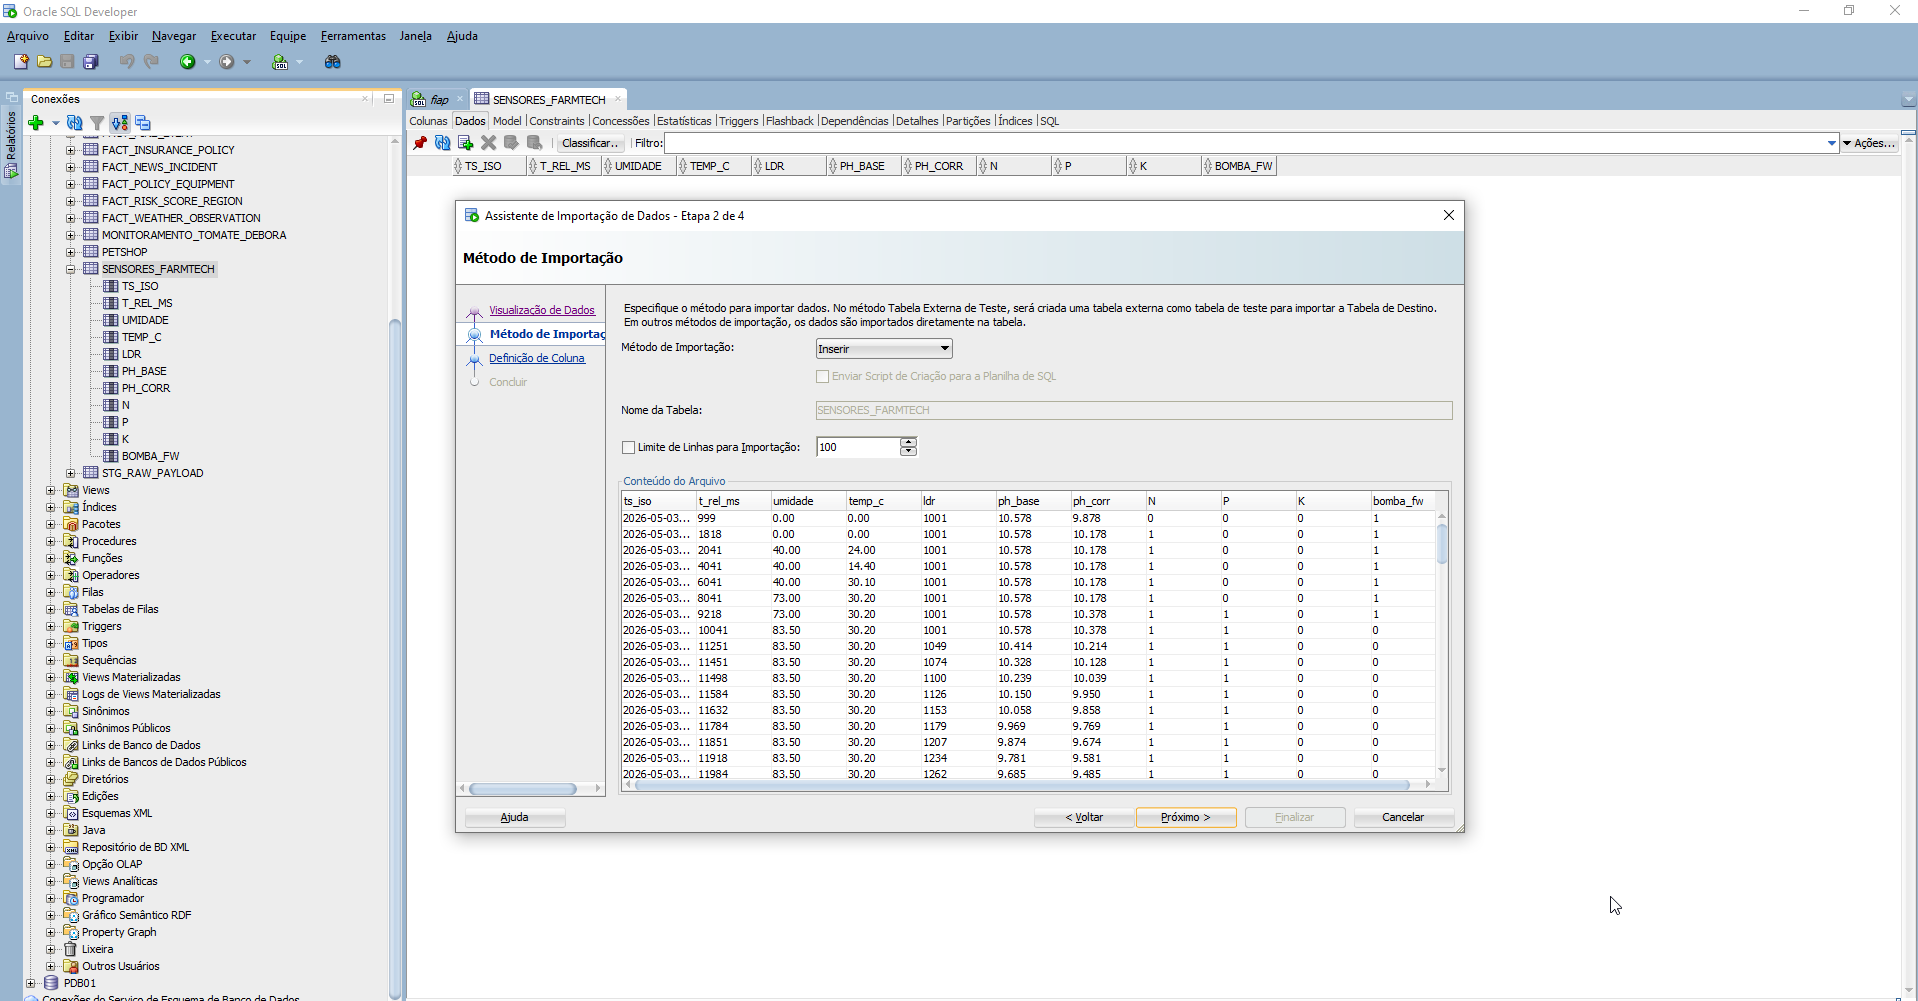 Oracle SQL Developer
Arquivo Editar Exibir Navegar Executar Equipe Ferramentas Janela Ajuda
Relatórios
Conexões
FACT_INSURANCE_POLICY
FACT_NEWS_INCIDENT
FACT_POLICY_EQUIPMENT
FACT_RISK_SCORE_REGION
FACT_WEATHER_OBSERVATION
MONITORAMENTO_TOMATE_DEBORA
PETSHOP
SENSORES_FARMTECH
TS_ISO
T_REL_MS
UMIDADE
TEMP_C
LDR
PH_BASE
PH_CORR
N
P
K
BOMBA_FW
STG_RAW_PAYLOAD
Views
Índices
Pacotes
Procedures
Funções
Operadores
Filas
Tabelas de Filas
Triggers
Tipos
Sequências
Views Materializadas
Logs de Views Materializadas
Sinônimos
Sinônimos Públicos
Links de Banco de Dados
Links de Bancos de Dados Públicos
Diretórios
Edições
Esquemas XML
Java
Repositório de BD XML
Opção OLAP
Views Analíticas
Programador
Gráfico Semântico RDF
Property Graph
Lixeira
Outros Usuários
PDB01
Conexões do Serviço de Esquema de Banco de Dados
fiap SENSORES_FARMTECH
Colunas Dados Model Constraints Concessões Estatísticas Triggers Flashback Dependências Detalhes Partições Índices SQL
Classificar.. Filtro: Ações...
TS_ISO T_REL_MS UMIDADE TEMP_C LDR PH_BASE PH_CORR N P K BOMBA_FW
Assistente de Importação de Dados - Etapa 2 de 4
Método de Importação
Visualização de Dados
Método de Importaç
Definição de Coluna
Concluir
Especifique o método para importar dados. No método Tabela Externa de Teste, será criada uma tabela externa como tabela de teste para importar a Tabela de Destino.
Em outros métodos de importação, os dados são importados diretamente na tabela.
Método de Importação: Inserir
Enviar Script de Criação para a Planilha de SQL
Nome da Tabela: SENSORES_FARMTECH
Limite de Linhas para Importação: 100
Conteúdo do Arquivo
ts_iso t_rel_ms umidade temp_c ldr ph_base ph_corr N P K bomba_fw
2026-05-03... 999 0.00 0.00 1001 10.578 9.878 0 0 0 1
2026-05-03... 1818 0.00 0.00 1001 10.578 10.178 1 0 0 1
2026-05-03... 2041 40.00 24.00 1001 10.578 10.178 1 0 0 1
2026-05-03... 4041 40.00 14.40 1001 10.578 10.178 1 0 0 1
2026-05-03... 6041 40.00 30.10 1001 10.578 10.178 1 0 0 1
2026-05-03... 8041 73.00 30.20 1001 10.578 10.178 1 0 0 1
2026-05-03... 9218 73.00 30.20 1001 10.578 10.378 1 1 0 1
2026-05-03... 10041 83.50 30.20 1001 10.578 10.378 1 1 0 0
2026-05-03... 11251 83.50 30.20 1049 10.414 10.214 1 1 0 0
2026-05-03... 11451 83.50 30.20 1074 10.328 10.128 1 1 0 0
2026-05-03... 11498 83.50 30.20 1100 10.239 10.039 1 1 0 0
2026-05-03... 11584 83.50 30.20 1126 10.150 9.950 1 1 0 0
2026-05-03... 11632 83.50 30.20 1153 10.058 9.858 1 1 0 0
2026-05-03... 11784 83.50 30.20 1179 9.969 9.769 1 1 0 0
2026-05-03... 11851 83.50 30.20 1207 9.874 9.674 1 1 0 0
2026-05-03... 11918 83.50 30.20 1234 9.781 9.581 1 1 0 0
2026-05-03... 11984 83.50 30.20 1262 9.685 9.485 1 1 0 0
Ajuda < Voltar Próximo > Finalizar Cancelar